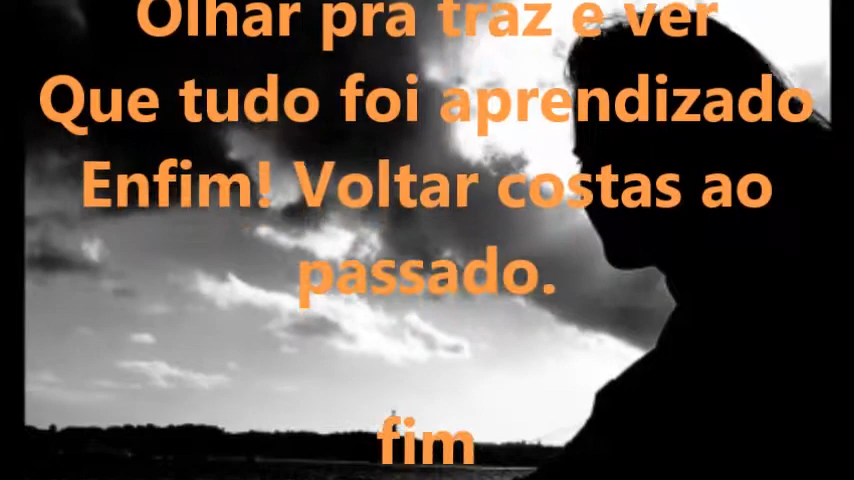 Olhar pra traz e ver
Que tudo foi aprendizado
Enfim! Voltar costas ao
passado.
fim